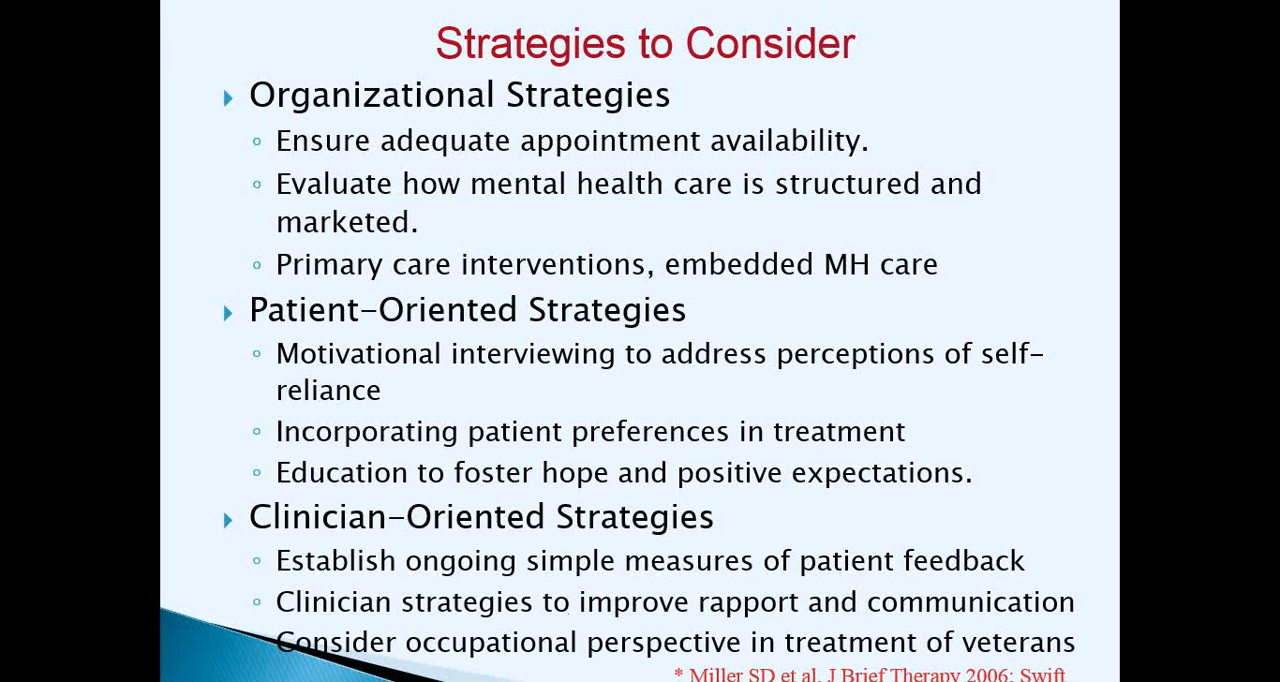 Strategies to Consider
Organizational Strategies
Ensure adequate appointment availability.
Evaluate how mental health care is structured and
marketed.
Primary care interventions, embedded MH care
Patient-Oriented Strategies
Motivational interviewing to address perceptions of self-
reliance
Incorporating patient preferences in treatment
Education to foster hope and positive expectations.
Clinician-Oriented Strategies
Establish ongoing simple measures of patient feedback
Clinician strategies to improve rapport and communication
Consider occupational perspective in treatment of veterans
* Miller SD et al. J Brief Therapy 2006; Swift